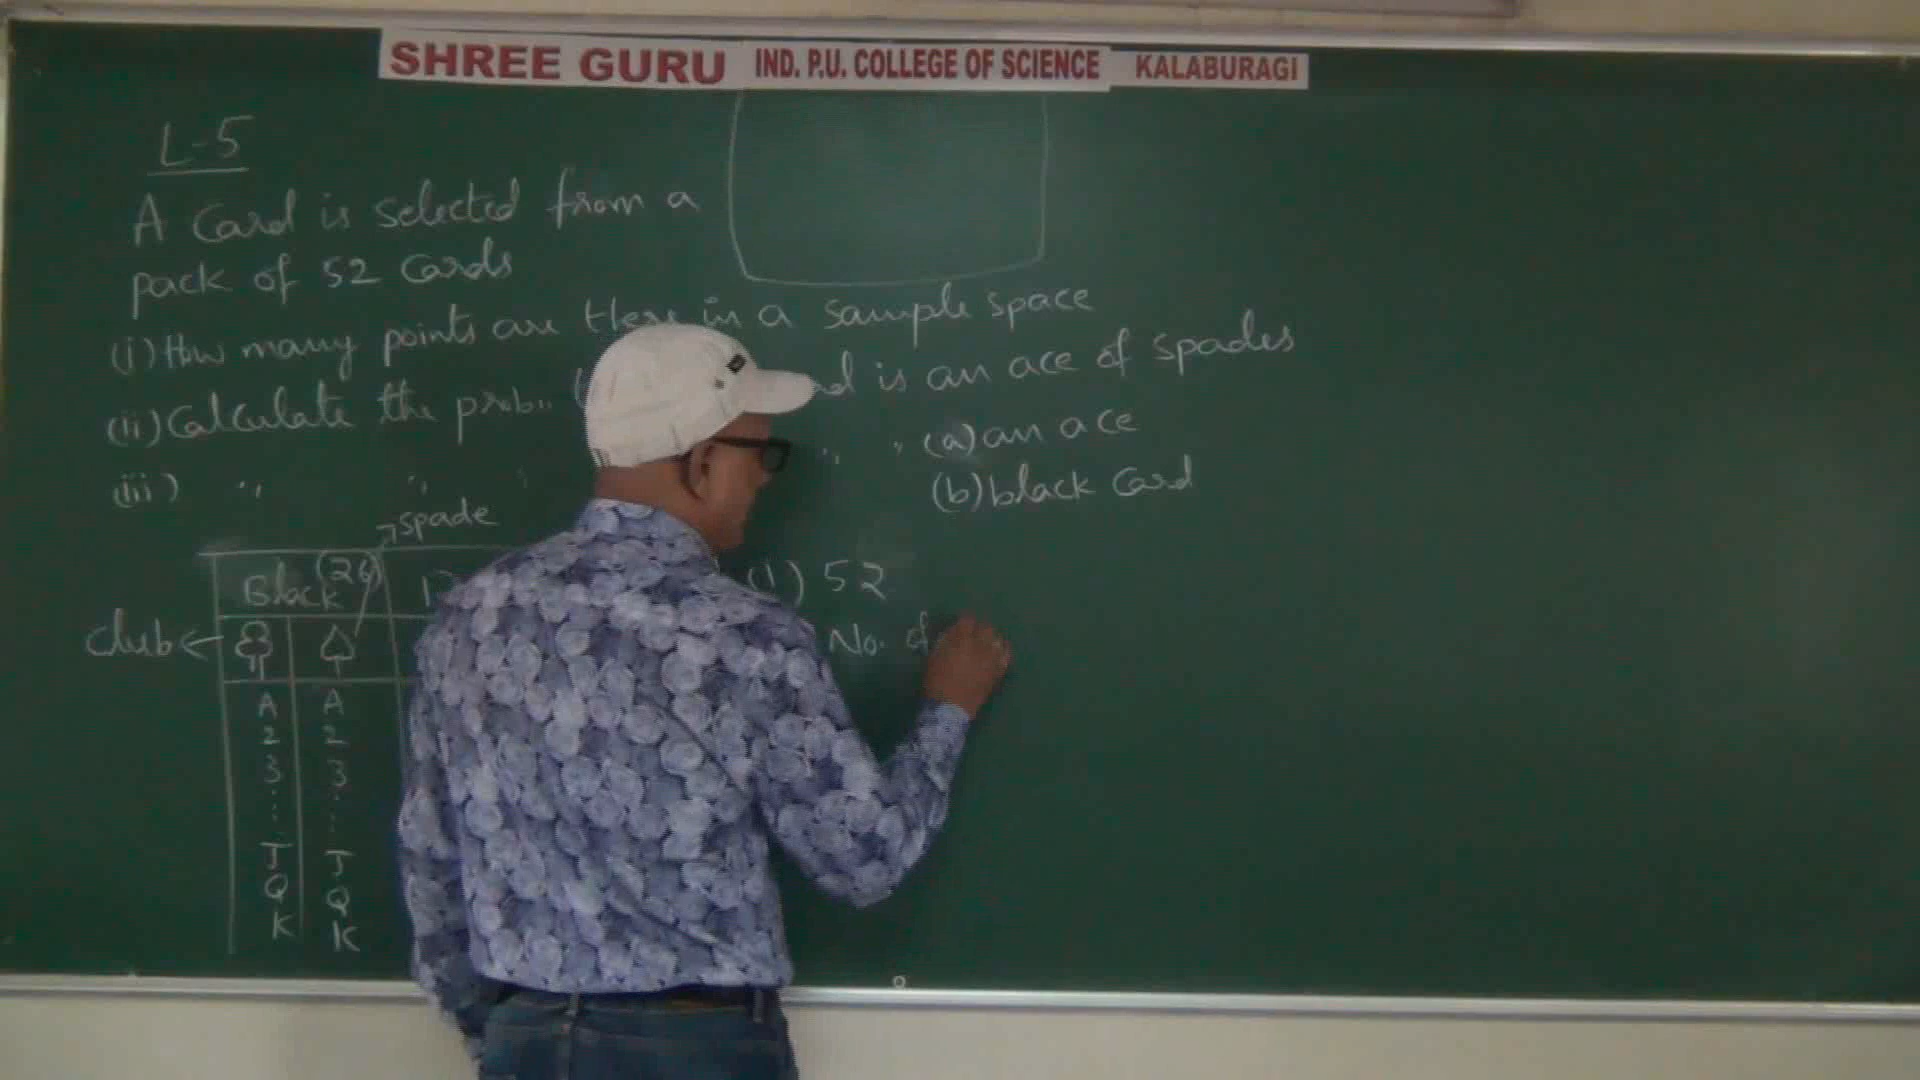 SHREE GURU IND. P.U. COLLEGE OF SCIENCE KALABURAGI
L-5
A Card is selected from a
pack of 52 Cards
(i) How many points are there in a sample space
(ii) Calculate the prob.. is an ace of spades
(iii) " " " " (a) an ace
(b) black Card
spade
Black (26)
club
A A
2 2
3 3
J J
Q Q
K K
(i) 52
No. of